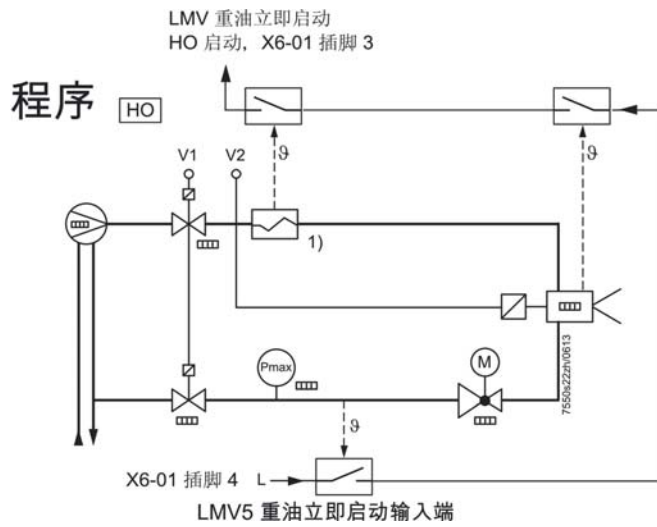 LMV 重油立即启动
HO 启动, X6-01 插脚 3
程序 HO
V1 V2
ϑ
ϑ
1)
Pmax
M
7550s22zh/0613
ϑ
X6-01 插脚 4 L
LMV5 重油立即启动输入端